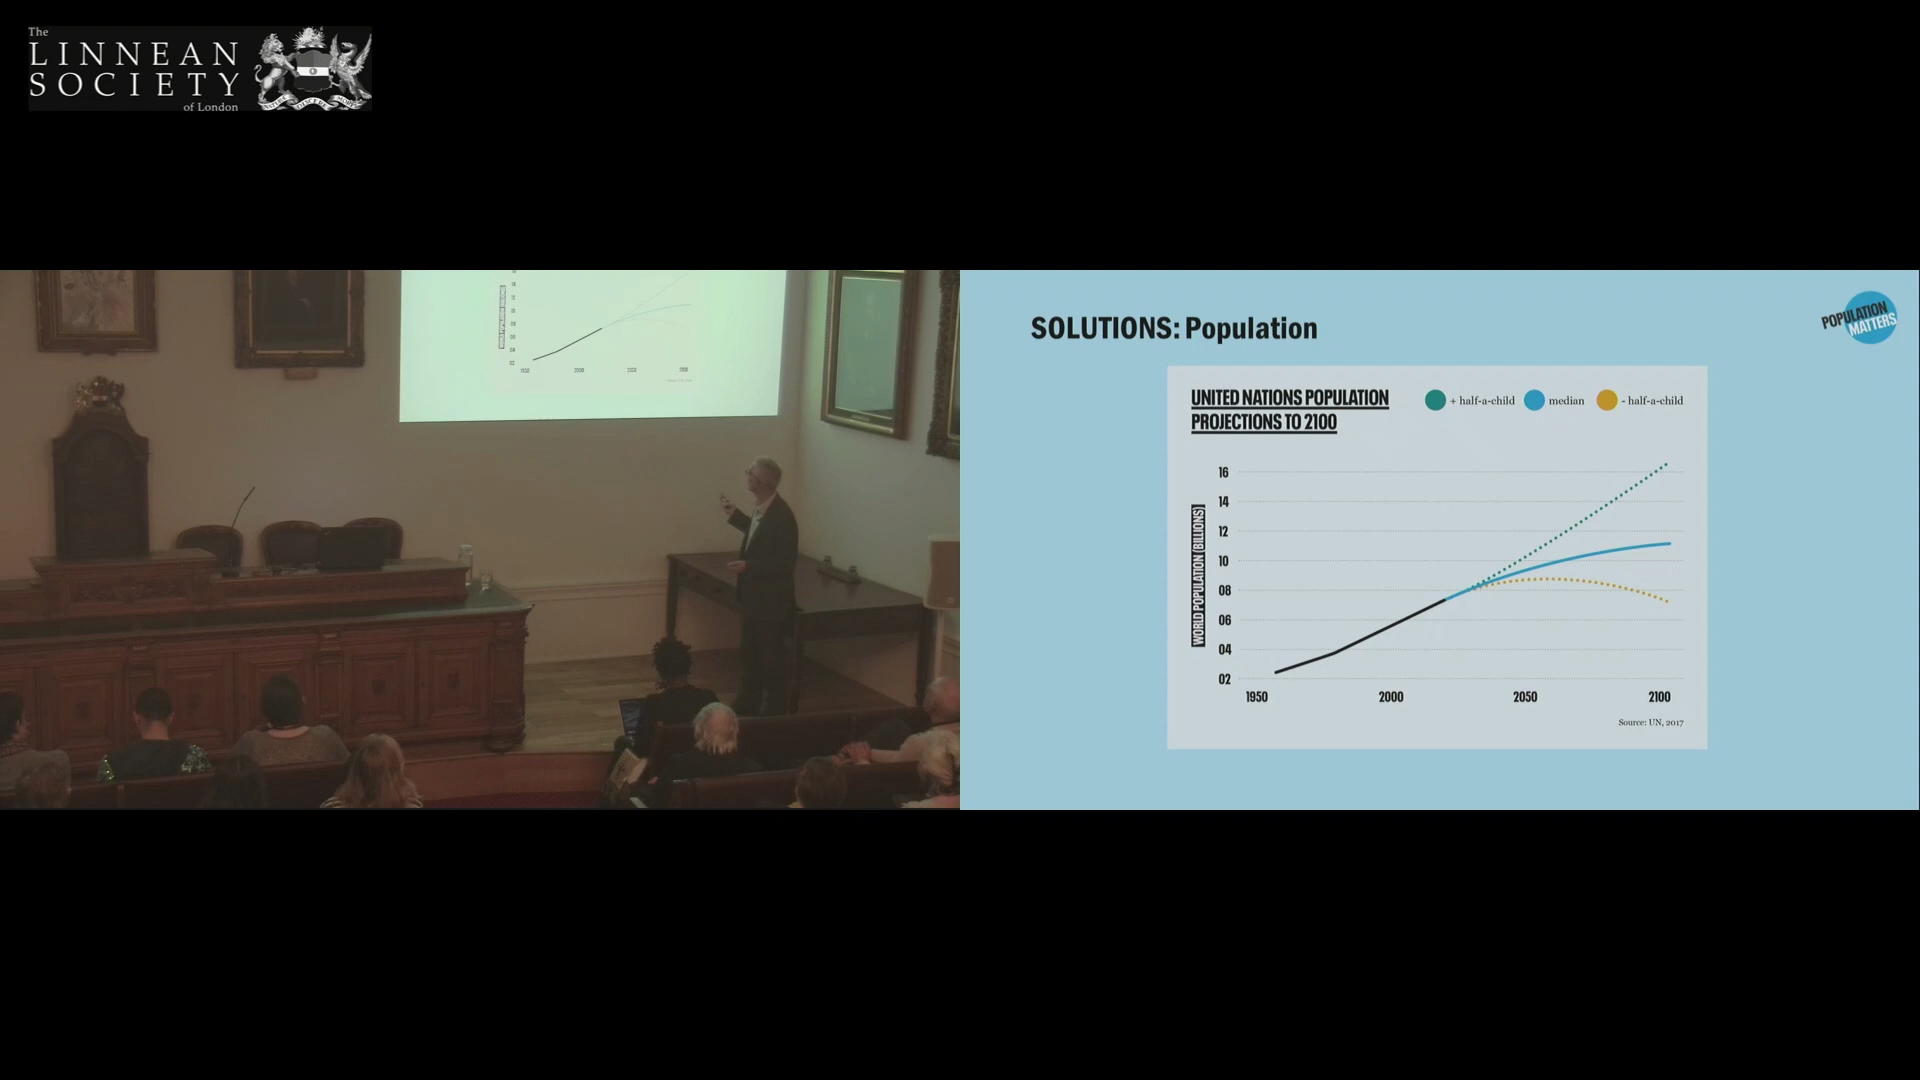 The
LINNEAN
SOCIETY
of London
SOLUTIONS: Population
POPULATION
MATTERS
UNITED NATIONS POPULATION
PROJECTIONS TO 2100
+ half-a-child
median
- half-a-child
WORLD POPULATION (BILLIONS)
16
14
12
10
08
06
04
02
1950
2000
2050
2100
Source: UN, 2017